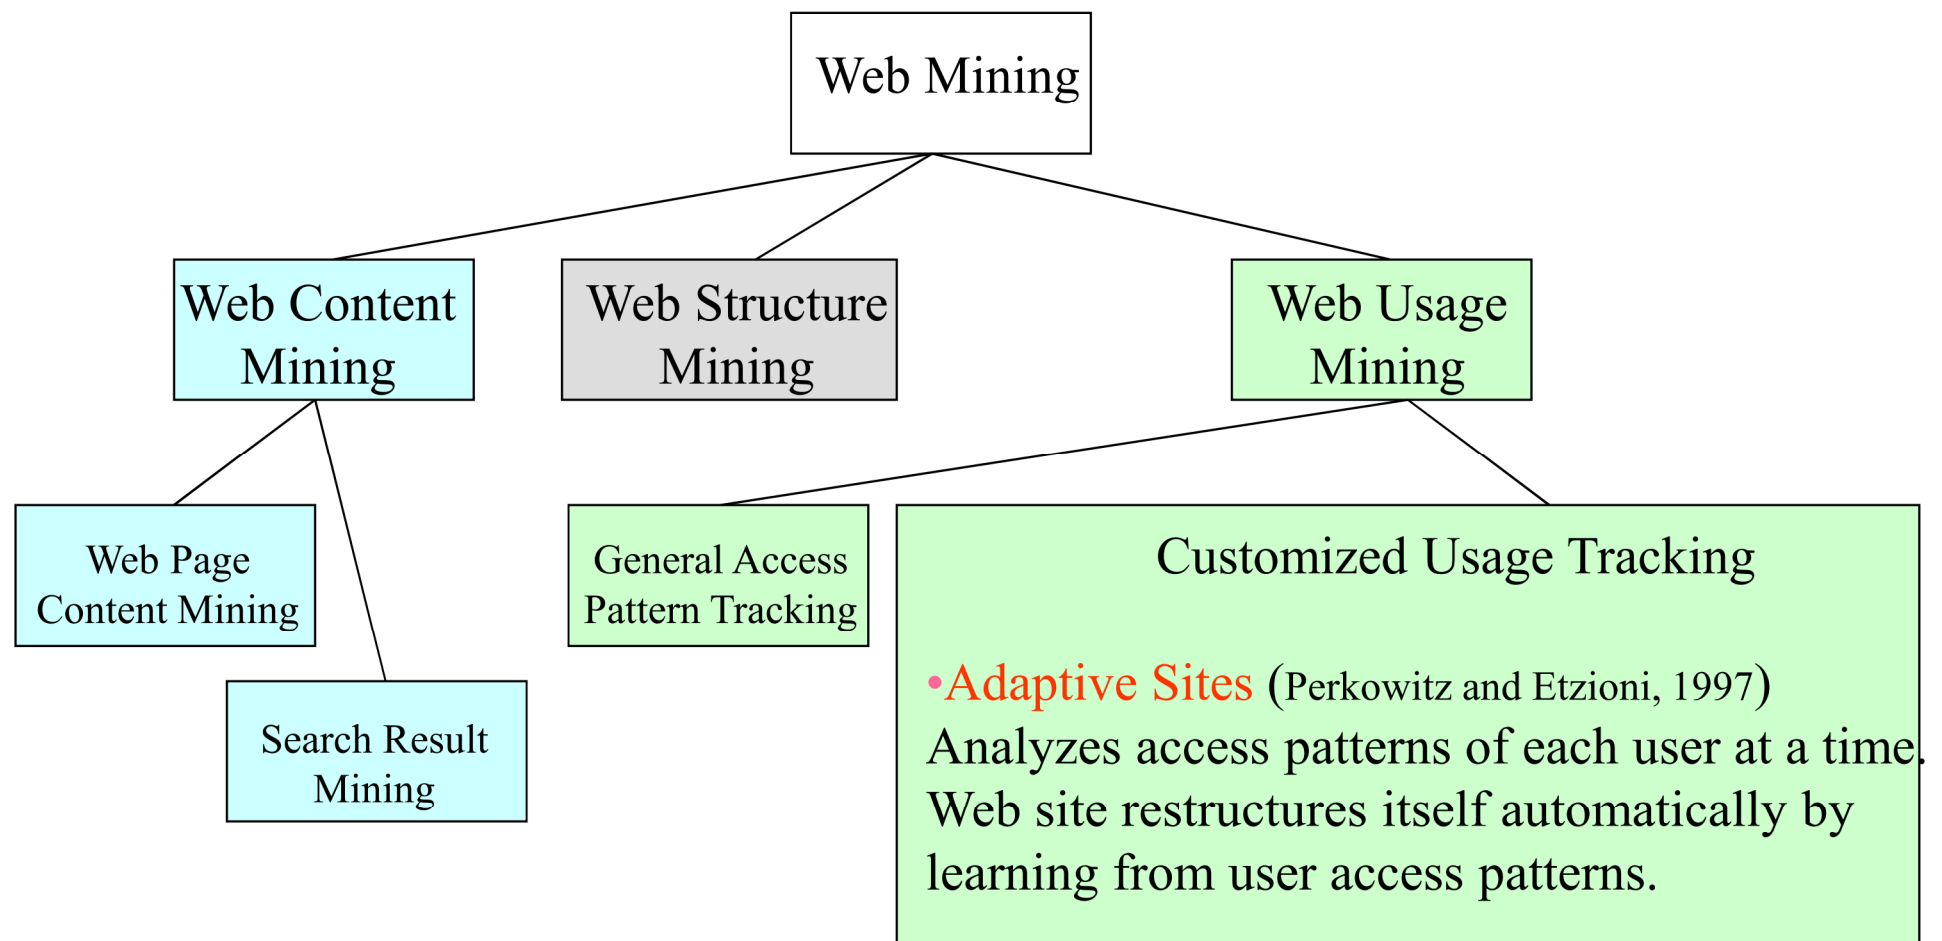 Web Mining
Web Content
Mining
Web Structure
Mining
Web Usage
Mining
Web Page
Content Mining
Search Result
Mining
General Access
Pattern Tracking
Customized Usage Tracking
•Adaptive Sites (Perkowitz and Etzioni, 1997)
Analyzes access patterns of each user at a time.
Web site restructures itself automatically by
learning from user access patterns.